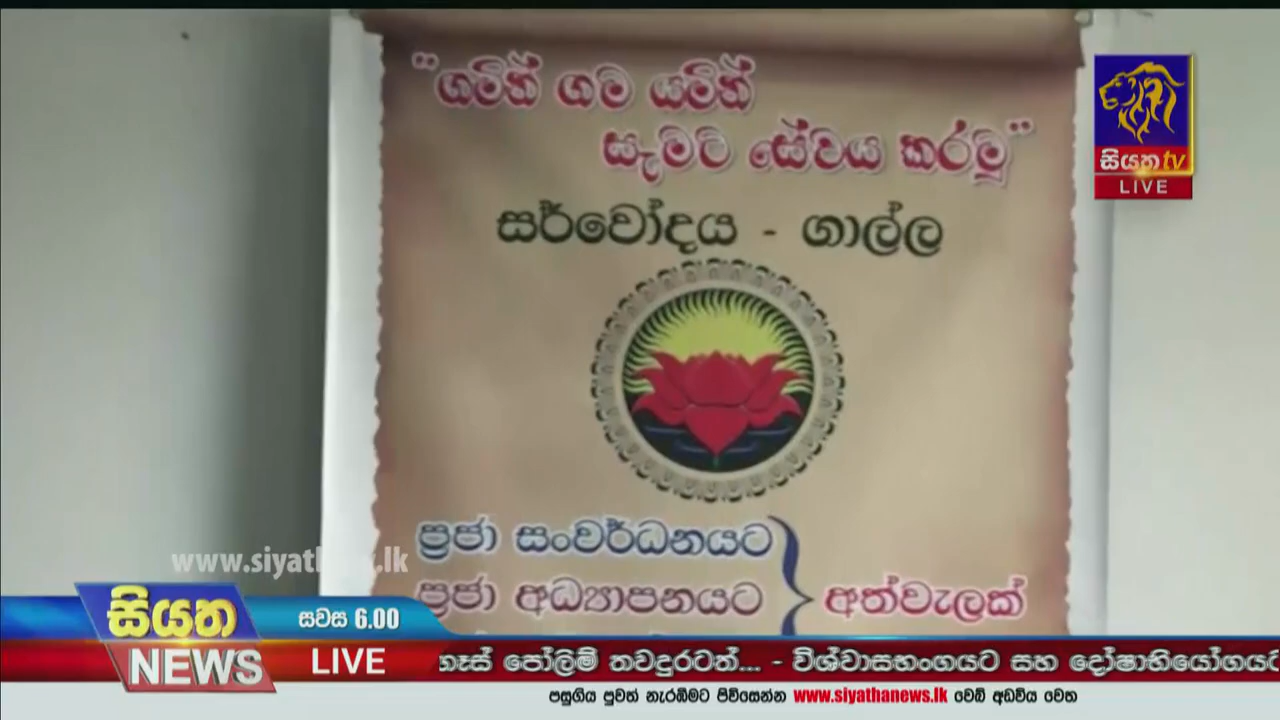 "ගමින් ගම යමින්
සැමට සේවය කරමු"
සර්වෝදය - ගාල්ල
ප්‍රජා සංවර්ධනයට
ප්‍රජා අධ්‍යාපනයට
අත්වැලක්
සියත tv
LIVE
www.siyathanews.lk
සියත
NEWS
සවස 6.00
LIVE
ගෑස් පෝලිම් තවදුරටත්... - විශ්වාසභංගයට සහ දෝෂාභියෝගයට
පසුගිය පුවත් නැරඹීමට පිවිසෙන්න www.siyathanews.lk වෙබ් අඩවිය වෙත